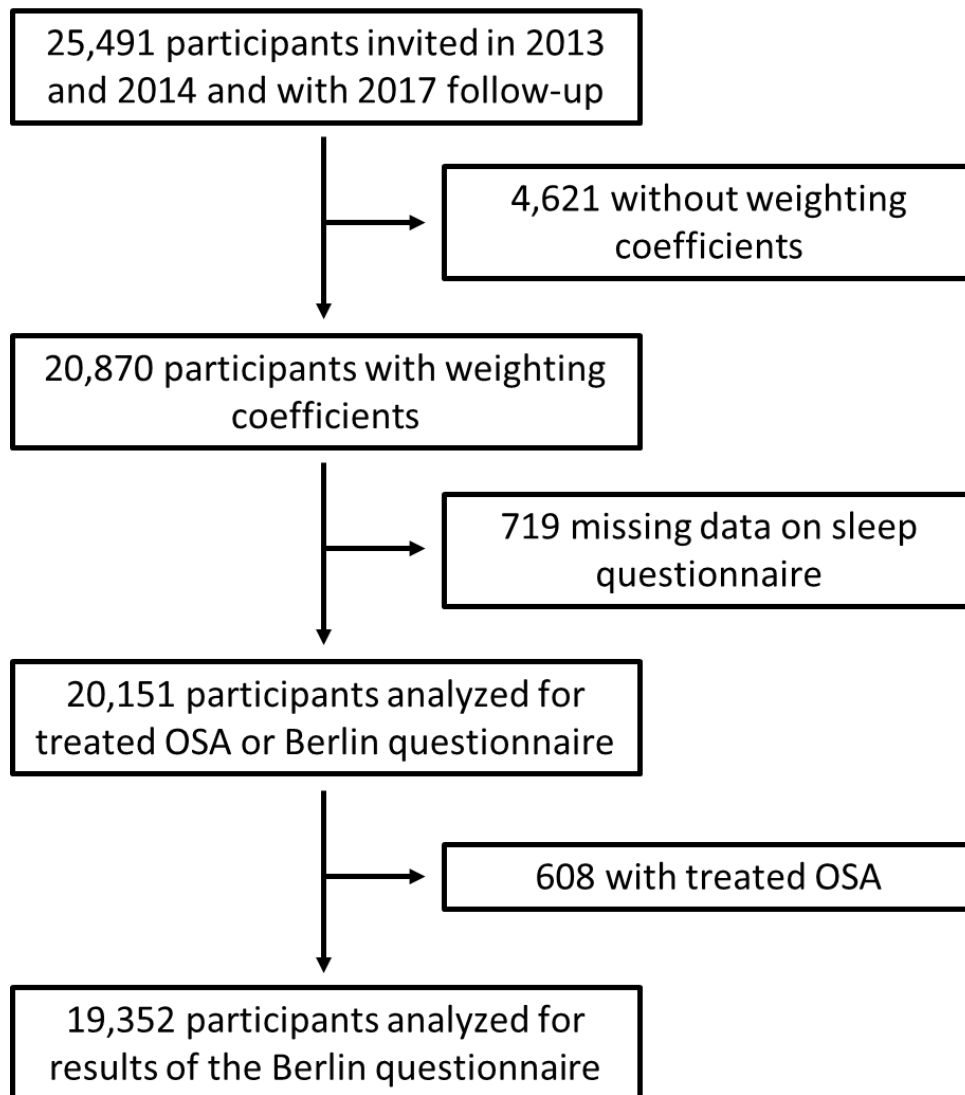 25,491 participants invited in 2013
and 2014 and with 2017 follow-up
4,621 without weighting
coefficients
20,870 participants with weighting
coefficients
719 missing data on sleep
questionnaire
20,151 participants analyzed for
treated OSA or Berlin questionnaire
608 with treated OSA
19,352 participants analyzed for
results of the Berlin questionnaire